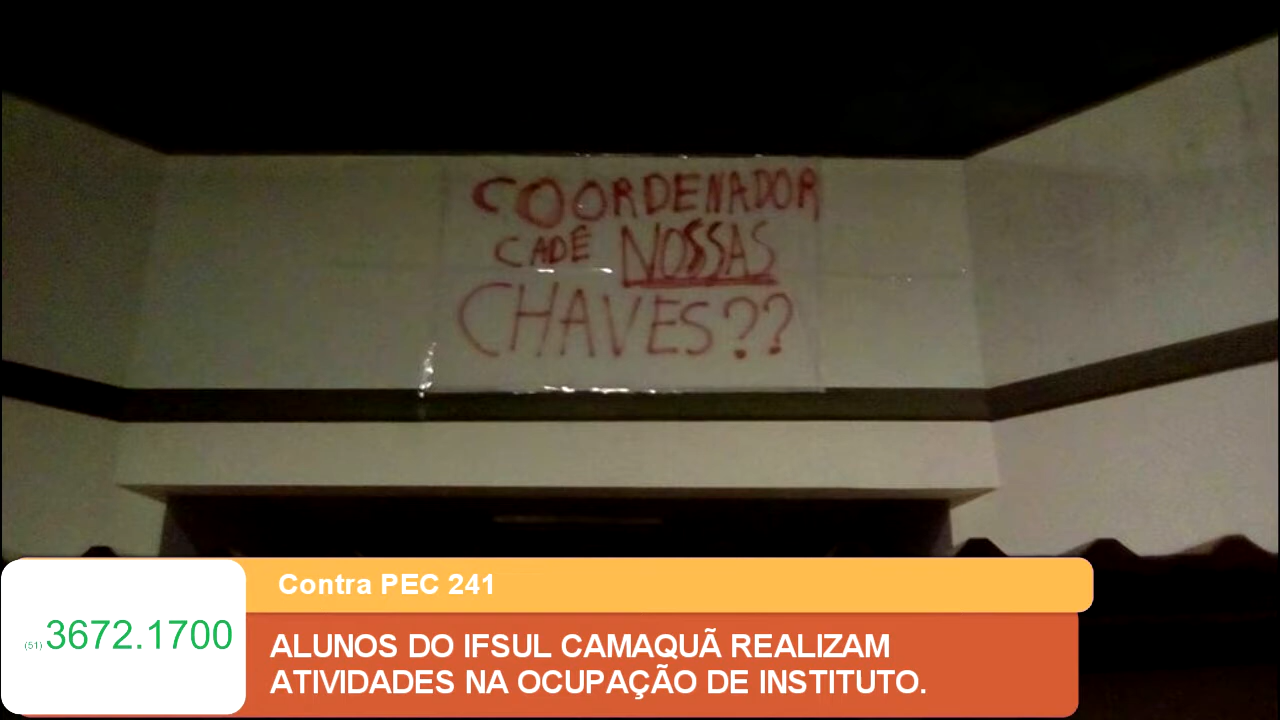 COORDENADOR
CADÊ NOSSAS
CHAVES??
Contra PEC 241
(51) 3672.1700
ALUNOS DO IFSUL CAMAQUÃ REALIZAM
ATIVIDADES NA OCUPAÇÃO DE INSTITUTO.